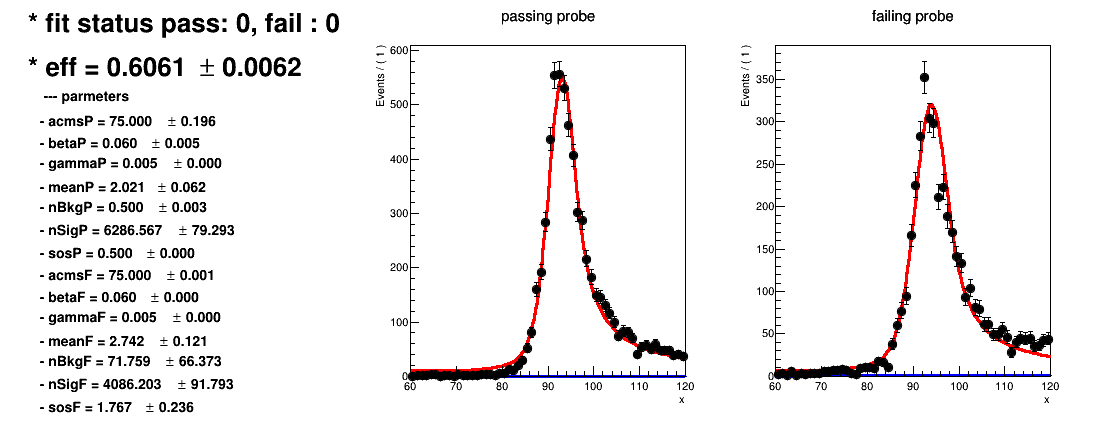 * fit status pass: 0, fail : 0
* eff = 0.6061 ± 0.0062
--- parmeters
- acmsP = 75.000 ± 0.196
- betaP = 0.060 ± 0.005
- gammaP = 0.005 ± 0.000
- meanP = 2.021 ± 0.062
- nBkgP = 0.500 ± 0.003
- nSigP = 6286.567 ± 79.293
- sosP = 0.500 ± 0.000
- acmsF = 75.000 ± 0.001
- betaF = 0.060 ± 0.000
- gammaF = 0.005 ± 0.000
- meanF = 2.742 ± 0.121
- nBkgF = 71.759 ± 66.373
- nSigF = 4086.203 ± 91.793
- sosF = 1.767 ± 0.236
passing probe
Events / ( 1 )
600
500
400
300
200
100
0
60 70 80 90 100 110 120
x
failing probe
Events / ( 1 )
350
300
250
200
150
100
50
0
60 70 80 90 100 110 120
x